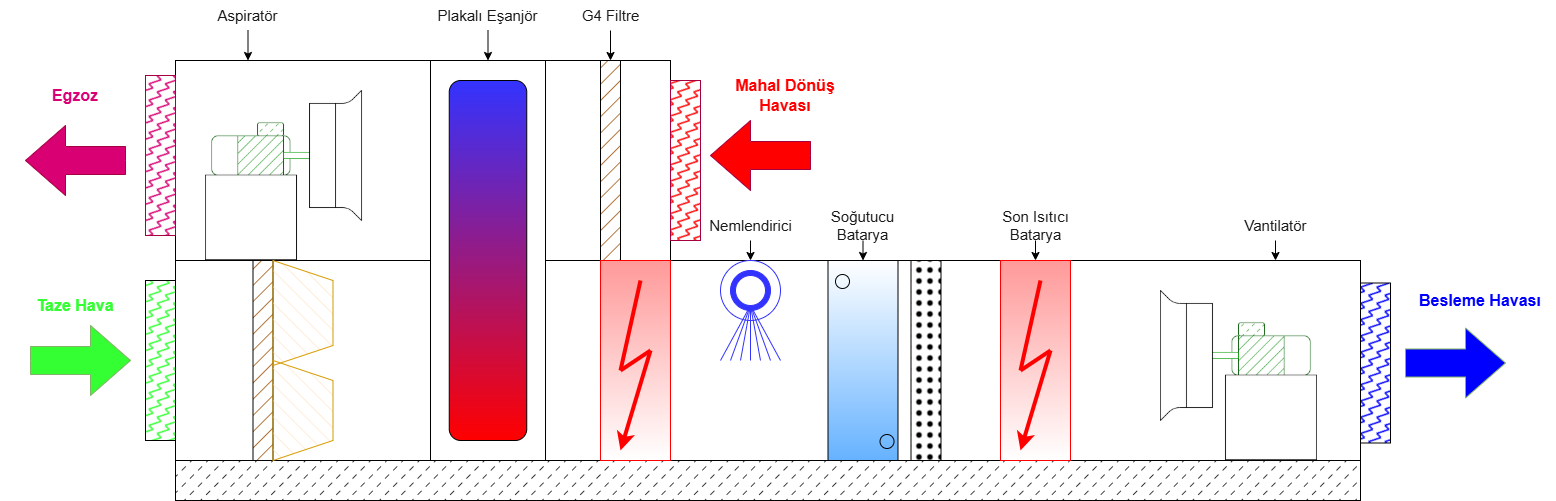 Aspiratör
Plakalı Eşanjör
G4 Filtre
Egzoz
Mahal Dönüş
Havası
Nemlendirici
Soğutucu
Batarya
Son Isıtıcı
Batarya
Vantilatör
Taze Hava
Besleme Havası